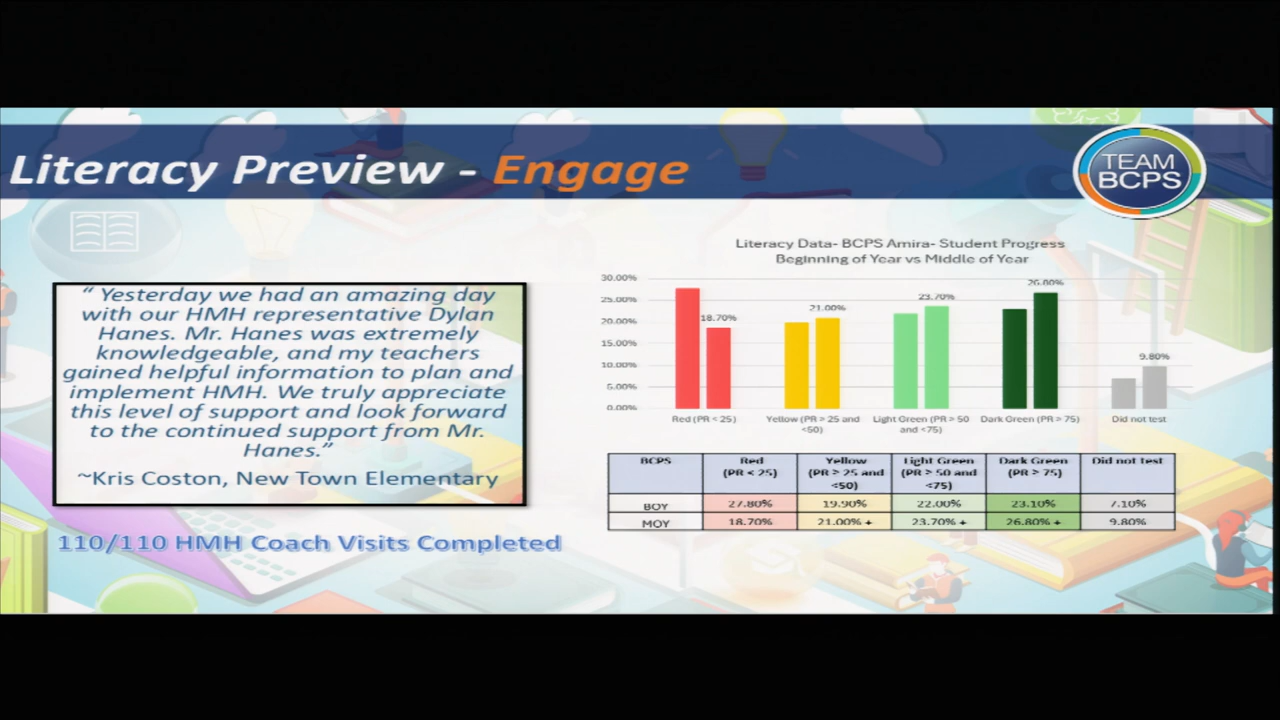 Literacy Preview - Engage
TEAM
BCPS
“ Yesterday we had an amazing day
with our HMH representative Dylan
Hanes. Mr. Hanes was extremely
knowledgeable, and my teachers
gained helpful information to plan and
implement HMH. We truly appreciate
this level of support and look forward
to the continued support from Mr.
Hanes.”
~Kris Coston, New Town Elementary
110/110 HMH Coach Visits Completed
Literacy Data- BCPS Amira- Student Progress
Beginning of Year vs Middle of Year
30.00%
25.00%
20.00%
15.00%
10.00%
5.00%
0.00%
18.70%
21.00%
23.70%
26.80%
9.80%
Red (PR < 25)
Yellow (PR > 25 and
<50)
Light Green (PR > 50
and <75)
Dark Green (PR > 75)
Did not test
BCPS Red (PR < 25) Yellow (PR > 25 and <50) Light Green (PR > 50 and <75) Dark Green (PR > 75) Did not test
BOY 27.80% 19.90% 22.00% 23.10% 7.10%
MOY 18.70% 21.00% + 23.70% + 26.80% + 9.80%